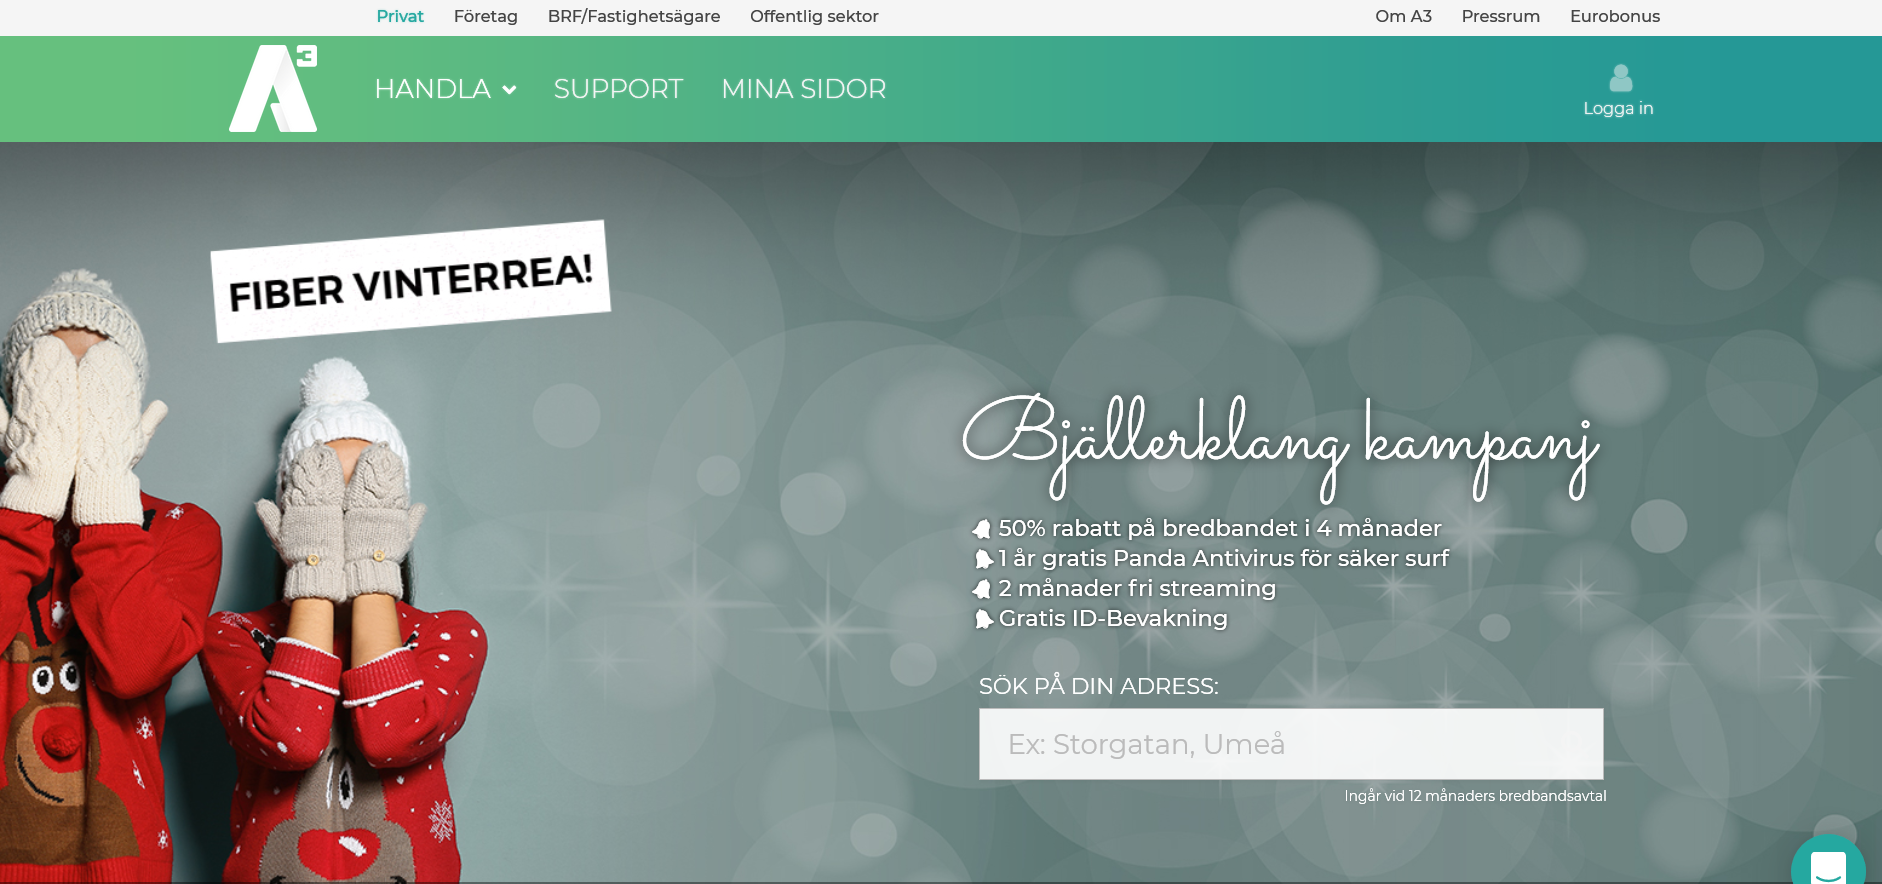 Privat Företag BRF/Fastighetsägare Offentlig sektor Om A3 Pressrum Eurobonus
A3
HANDLA SUPPORT MINA SIDOR
Logga in
FIBER VINTERREA!
Bjällerklang kampanj
50% rabatt på bredbandet i 4 månader
1 år gratis Panda Antivirus för säker surf
2 månader fri streaming
Gratis ID-Bevakning
SÖK PÅ DIN ADRESS:
Ex: Storgatan, Umeå
Ingår vid 12 månaders bredbandsavtal